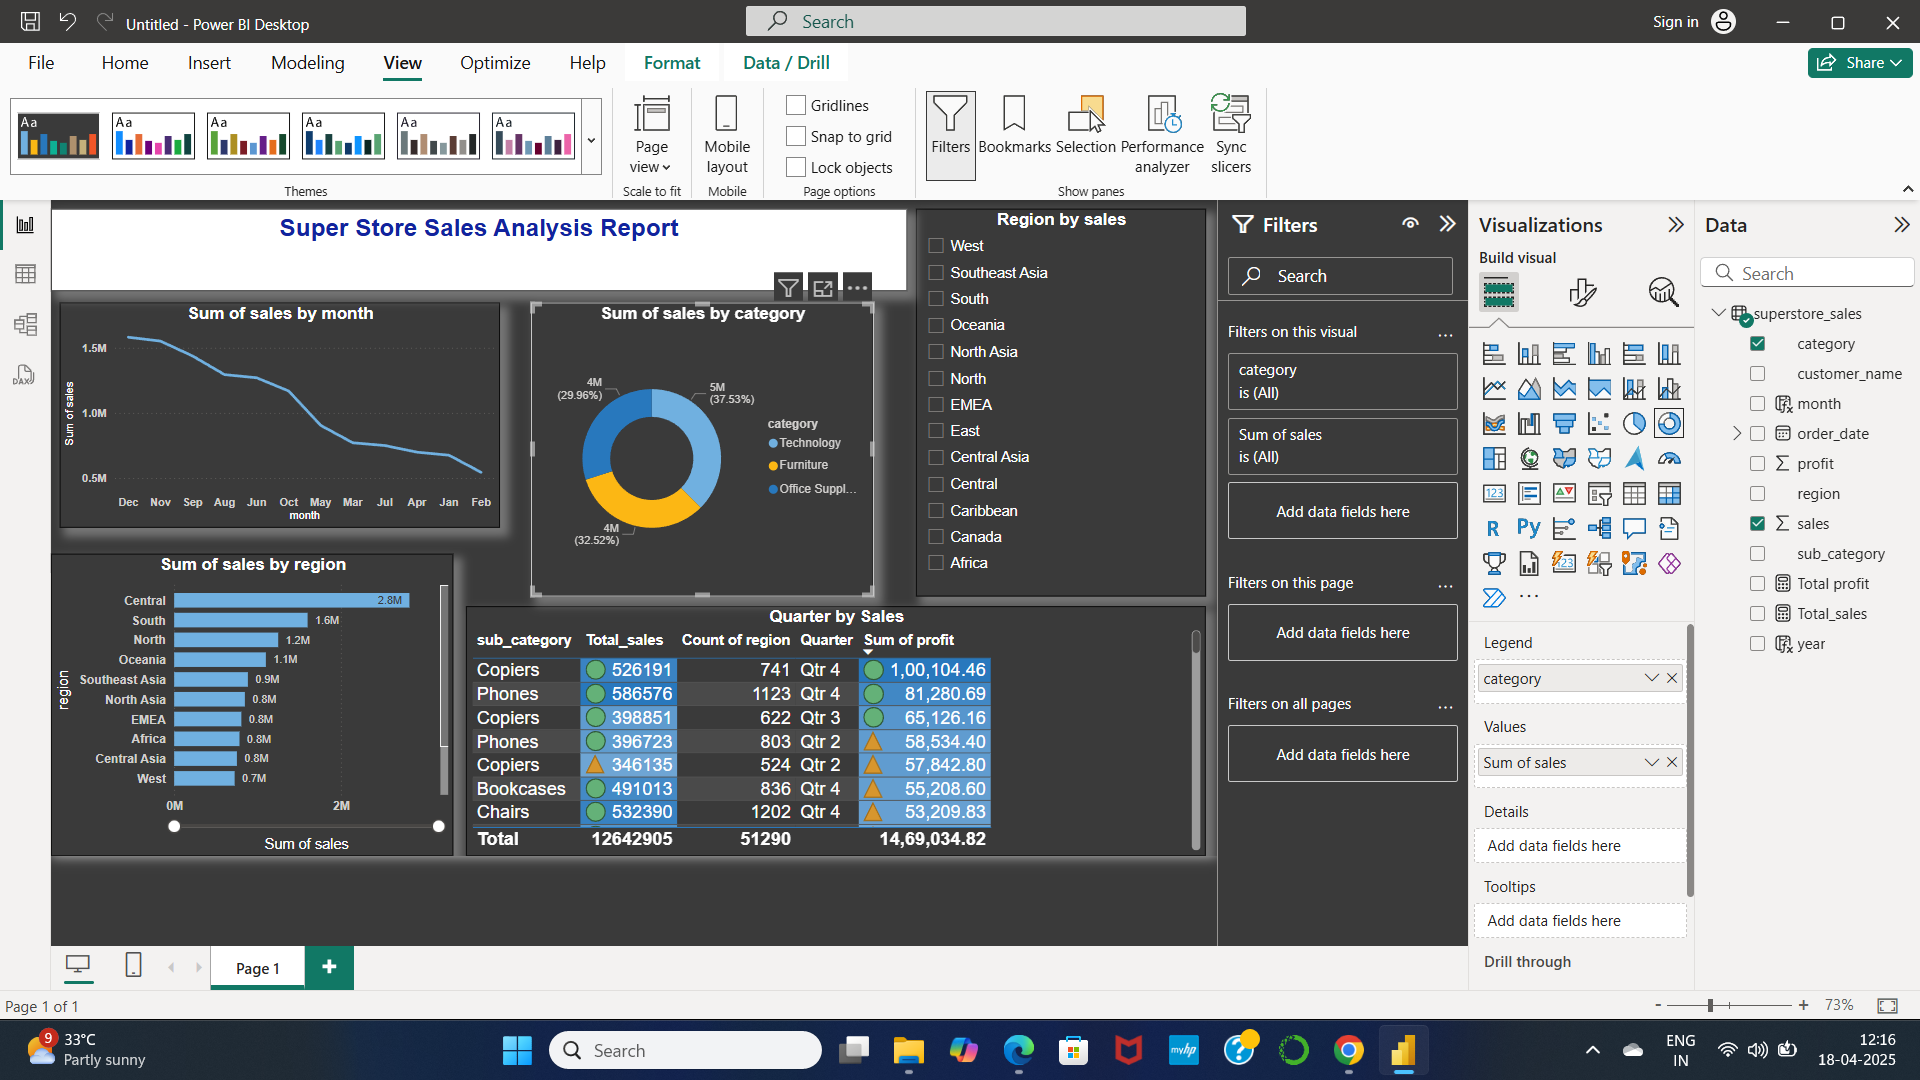 Untitled - Power BI Desktop
Search
Sign in
File
Home
Insert
Modeling
View
Optimize
Help
Format
Data / Drill
Share
Aa
Aa
Aa
Aa
Aa
Aa
Themes
Page view
Scale to fit
Mobile layout
Mobile
Gridlines
Snap to grid
Lock objects
Page options
Filters
Bookmarks
Selection
Performance analyzer
Sync slicers
Show panes
DAX
Super Store Sales Analysis Report
Sum of sales by month
Sum of sales
1.5M
1.0M
0.5M
Dec Nov Sep Aug Jun Oct May Mar Jul Apr Jan Feb
month
Sum of sales by category
4M
(29.96%)
5M
(37.53%)
4M
(32.52%)
category
Technology
Furniture
Office Suppl...
Region by sales
West
Southeast Asia
South
Oceania
North Asia
North
EMEA
East
Central Asia
Central
Caribbean
Canada
Africa
Sum of sales by region
region
Central 2.8M
South 1.6M
North 1.2M
Oceania 1.1M
Southeast Asia 0.9M
North Asia 0.8M
EMEA 0.8M
Africa 0.8M
Central Asia 0.8M
West 0.7M
0M 2M
Sum of sales
Quarter by Sales
sub_category Total_sales Count of region Quarter Sum of profit
Copiers 526191 741 Qtr 4 1,00,104.46
Phones 586576 1123 Qtr 4 81,280.69
Copiers 398851 622 Qtr 3 65,126.16
Phones 396723 803 Qtr 2 58,534.40
Copiers 346135 524 Qtr 2 57,842.80
Bookcases 491013 836 Qtr 4 55,208.60
Chairs 532390 1202 Qtr 4 53,209.83
Total 12642905 51290 14,69,034.82
Filters
Search
Filters on this visual
...
category
is (All)
Sum of sales
is (All)
Add data fields here
Filters on this page
...
Add data fields here
Filters on all pages
...
Add data fields here
Visualizations
Build visual
123
R
Py
123
...
Legend
category
Values
Sum of sales
Details
Add data fields here
Tooltips
Add data fields here
Drill through
Data
Search
superstore_sales
category
customer_name
month
order_date
profit
region
sales
sub_category
Total profit
Total_sales
year
Page 1
Page 1 of 1
- + 73%
9
33°C
Partly sunny
Search
myhp
ENG
IN
12:16
18-04-2025